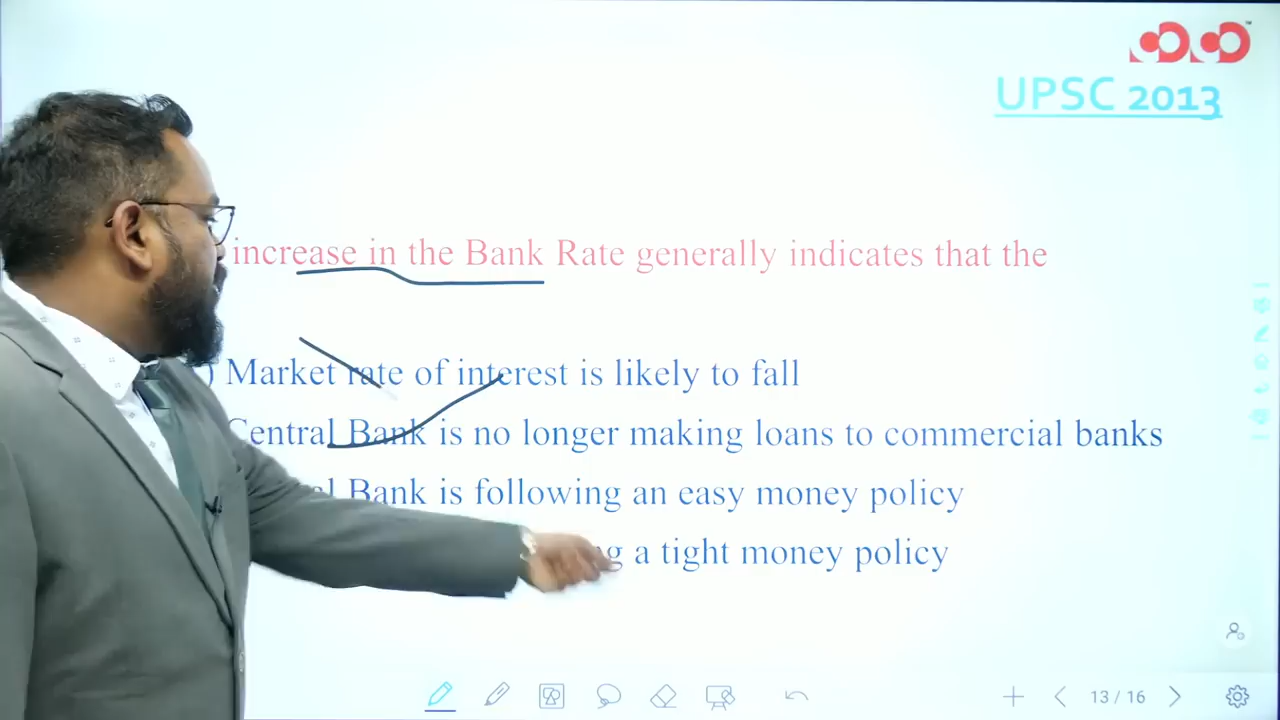 UPSC 2013
increase in the Bank Rate generally indicates that the
) Market rate of interest is likely to fall
Central Bank is no longer making loans to commercial banks
Bank is following an easy money policy
a tight money policy
13 / 16